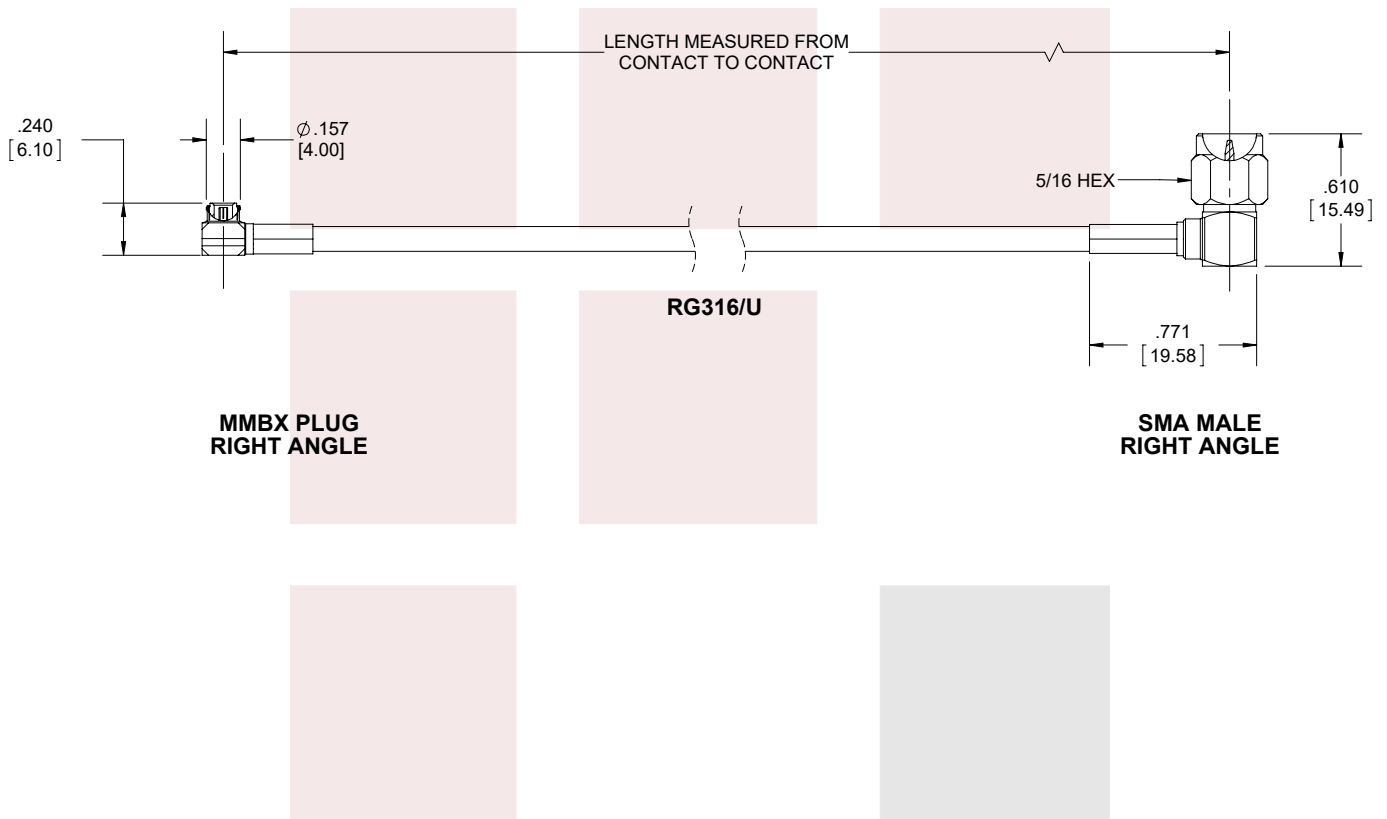 LENGTH MEASURED FROM
CONTACT TO CONTACT
.240
[6.10]
Ø.157
[4.00]
5/16 HEX
.610
[15.49]
RG316/U
.771
[19.58]
MMBX PLUG
RIGHT ANGLE
SMA MALE
RIGHT ANGLE